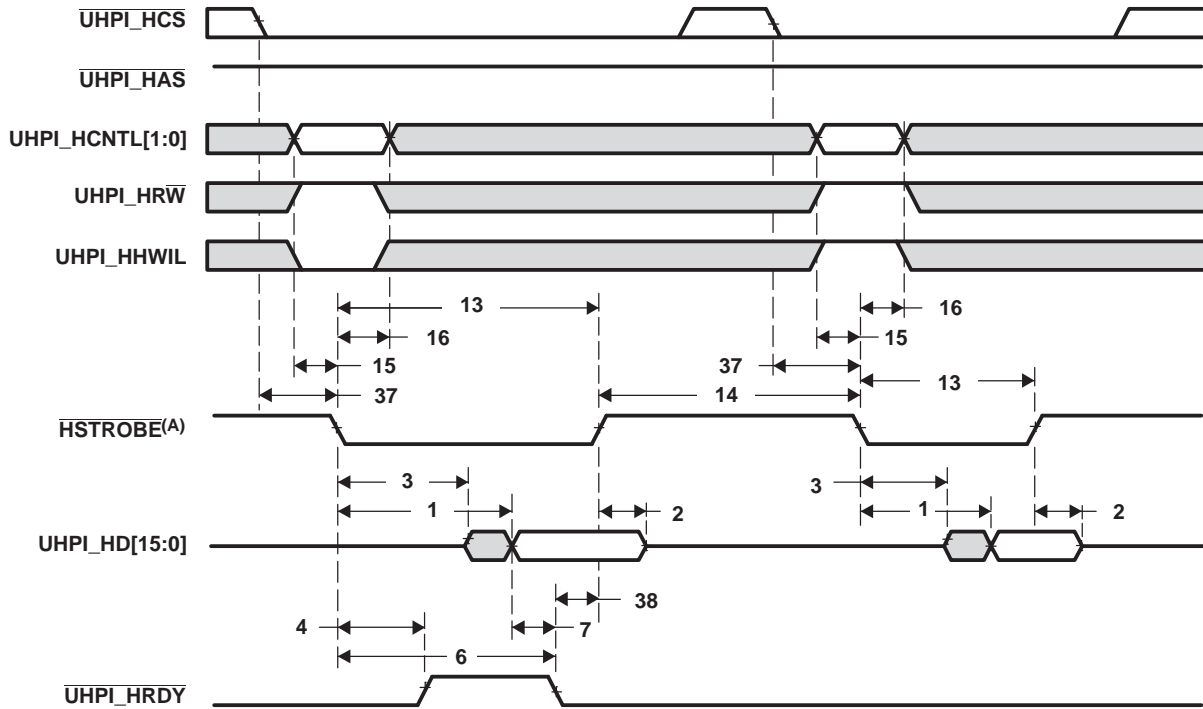 UHPI_HCS
UHPI_HAS
UHPI_HCNTL[1:0]
UHPI_HRW
UHPI_HHWIL
13
16
16
15
15
37
37
13
14
HSTROBE(A)
3
3
1
1
2
2
UHPI_HD[15:0]
38
4
7
6
UHPI_HRDY